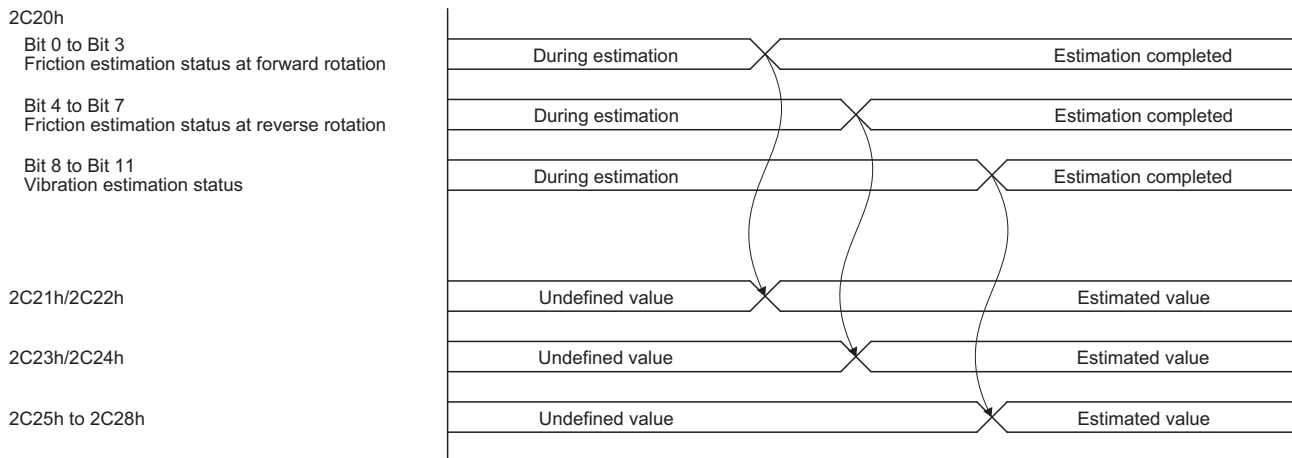 2C20h
Bit 0 to Bit 3
Friction estimation status at forward rotation
During estimation
Estimation completed
Bit 4 to Bit 7
Friction estimation status at reverse rotation
During estimation
Estimation completed
Bit 8 to Bit 11
Vibration estimation status
During estimation
Estimation completed
2C21h/2C22h
Undefined value
Estimated value
2C23h/2C24h
Undefined value
Estimated value
2C25h to 2C28h
Undefined value
Estimated value